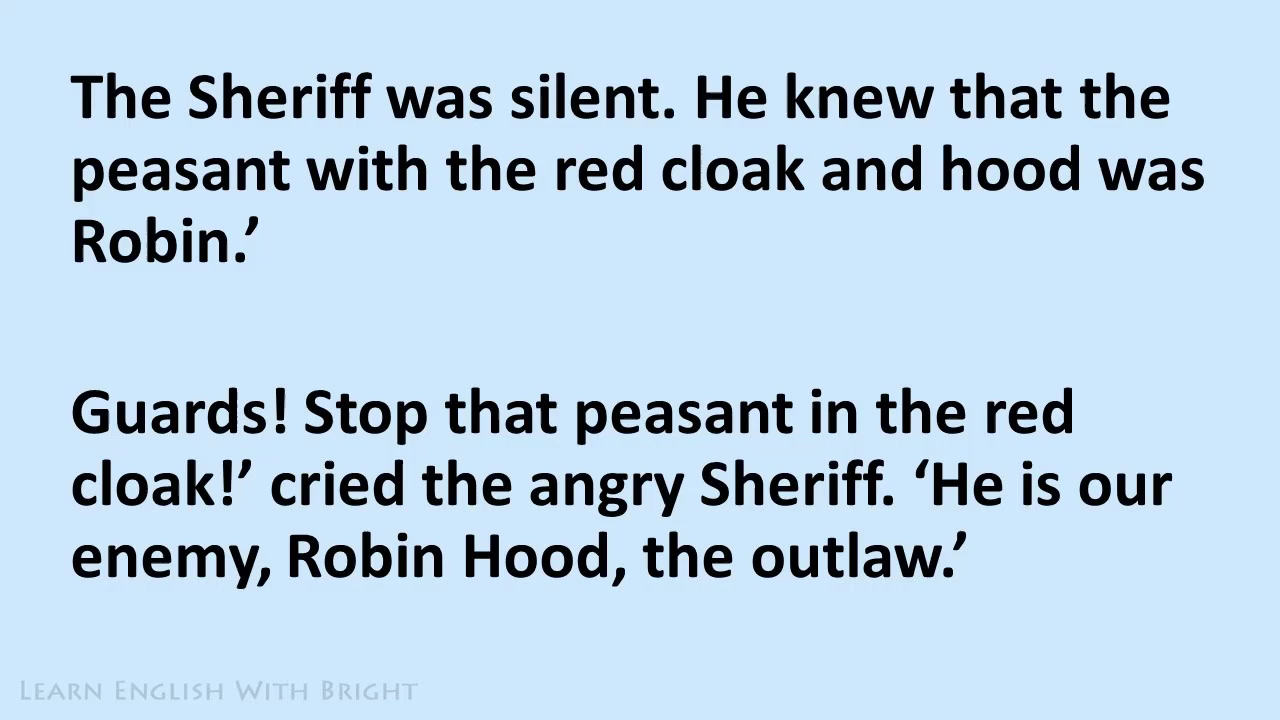 The Sheriff was silent. He knew that the
peasant with the red cloak and hood was
Robin.’
Guards! Stop that peasant in the red
cloak!’ cried the angry Sheriff. ‘He is our
enemy, Robin Hood, the outlaw.’
Learn English With Bright